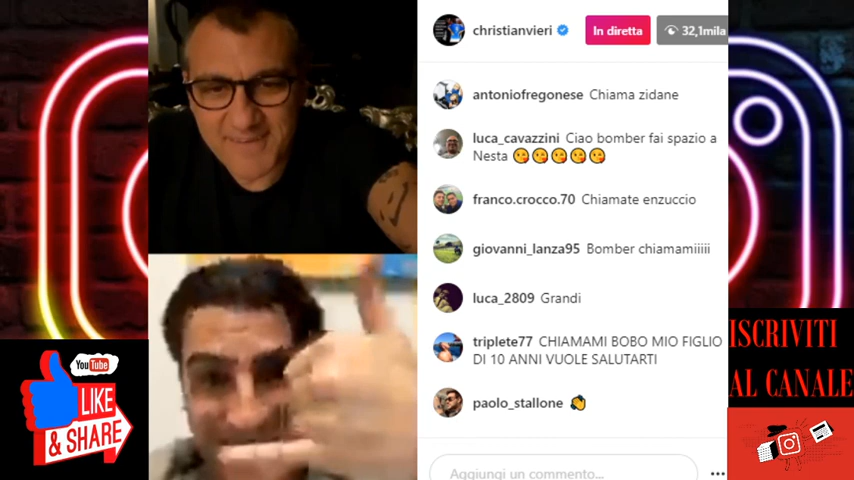 christianvieri
In diretta
32,1mila
antoniofregonese Chiama zidane
luca_cavazzini Ciao bomber fai spazio a
Nesta 😋😋😋😋😋
franco.crocco.70 Chiamate enzuccio
giovanni_lanza95 Bomber chiamamiiiii
luca_2809 Grandi
triplete77 CHIAMAMI BOBO MIO FIGLIO
DI 10 ANNI VUOLE SALUTARTI
paolo_stallone 👏
Aggiungi un commento...
YouTube
LIKE
& SHARE
ISCRIVITI
AL CANALE